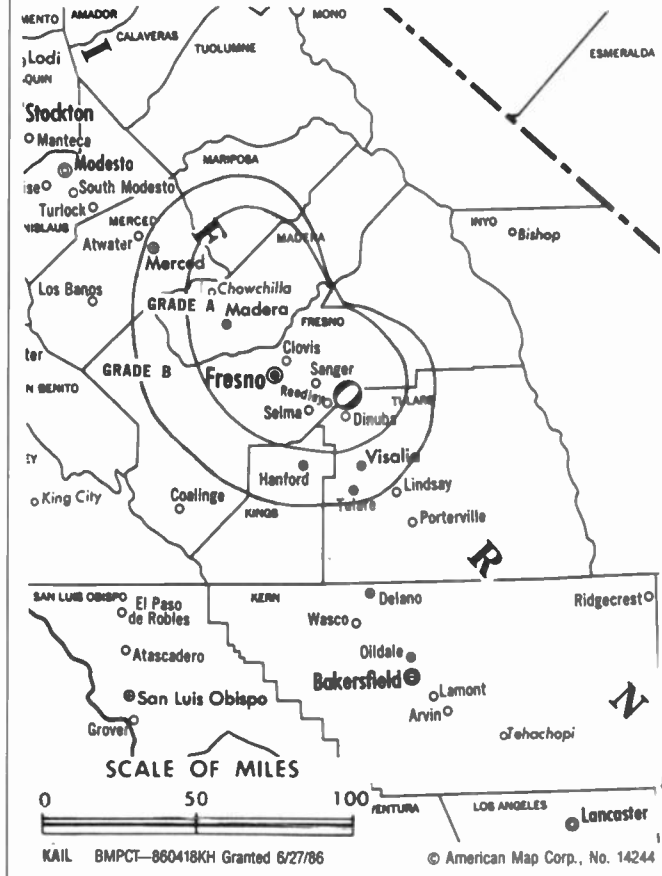 MENTO
AMADOR
MONO
CALAVERAS
TUOLUMNE
ESMERALDA
I
Lodi
QUIN
Stockton
Manteca
MARIPOSA
Modesto
South Modesto
Turlock
NISLAUS
MERCED
INYO
Atwater
F
MADERA
Bishop
Merced
Los Banos
Chowchilla
GRADE A
Madera
FRESNO
Clovis
GRADE B
Fresno
Sanger
N BENITO
Reedley
TULARE
Selma
Dinuba
Visalia
Hanford
Lindsay
King City
Coalinge
Tulare
KINGS
Porterville
R
SAN LUIS OBISPO
KERN
Delano
Ridgecrest
El Paso
de Robles
Wasco
Atascadero
Oildale
Bakersfield
San Luis Obispo
Lamont
N
Arvin
Grover
Tehachopi
SCALE OF MILES
0 50 100
VENTURA
LOS ANGELES
Lancaster
KAIL BMPCT—860418KH Granted 6/27/86
© American Map Corp., No. 14244